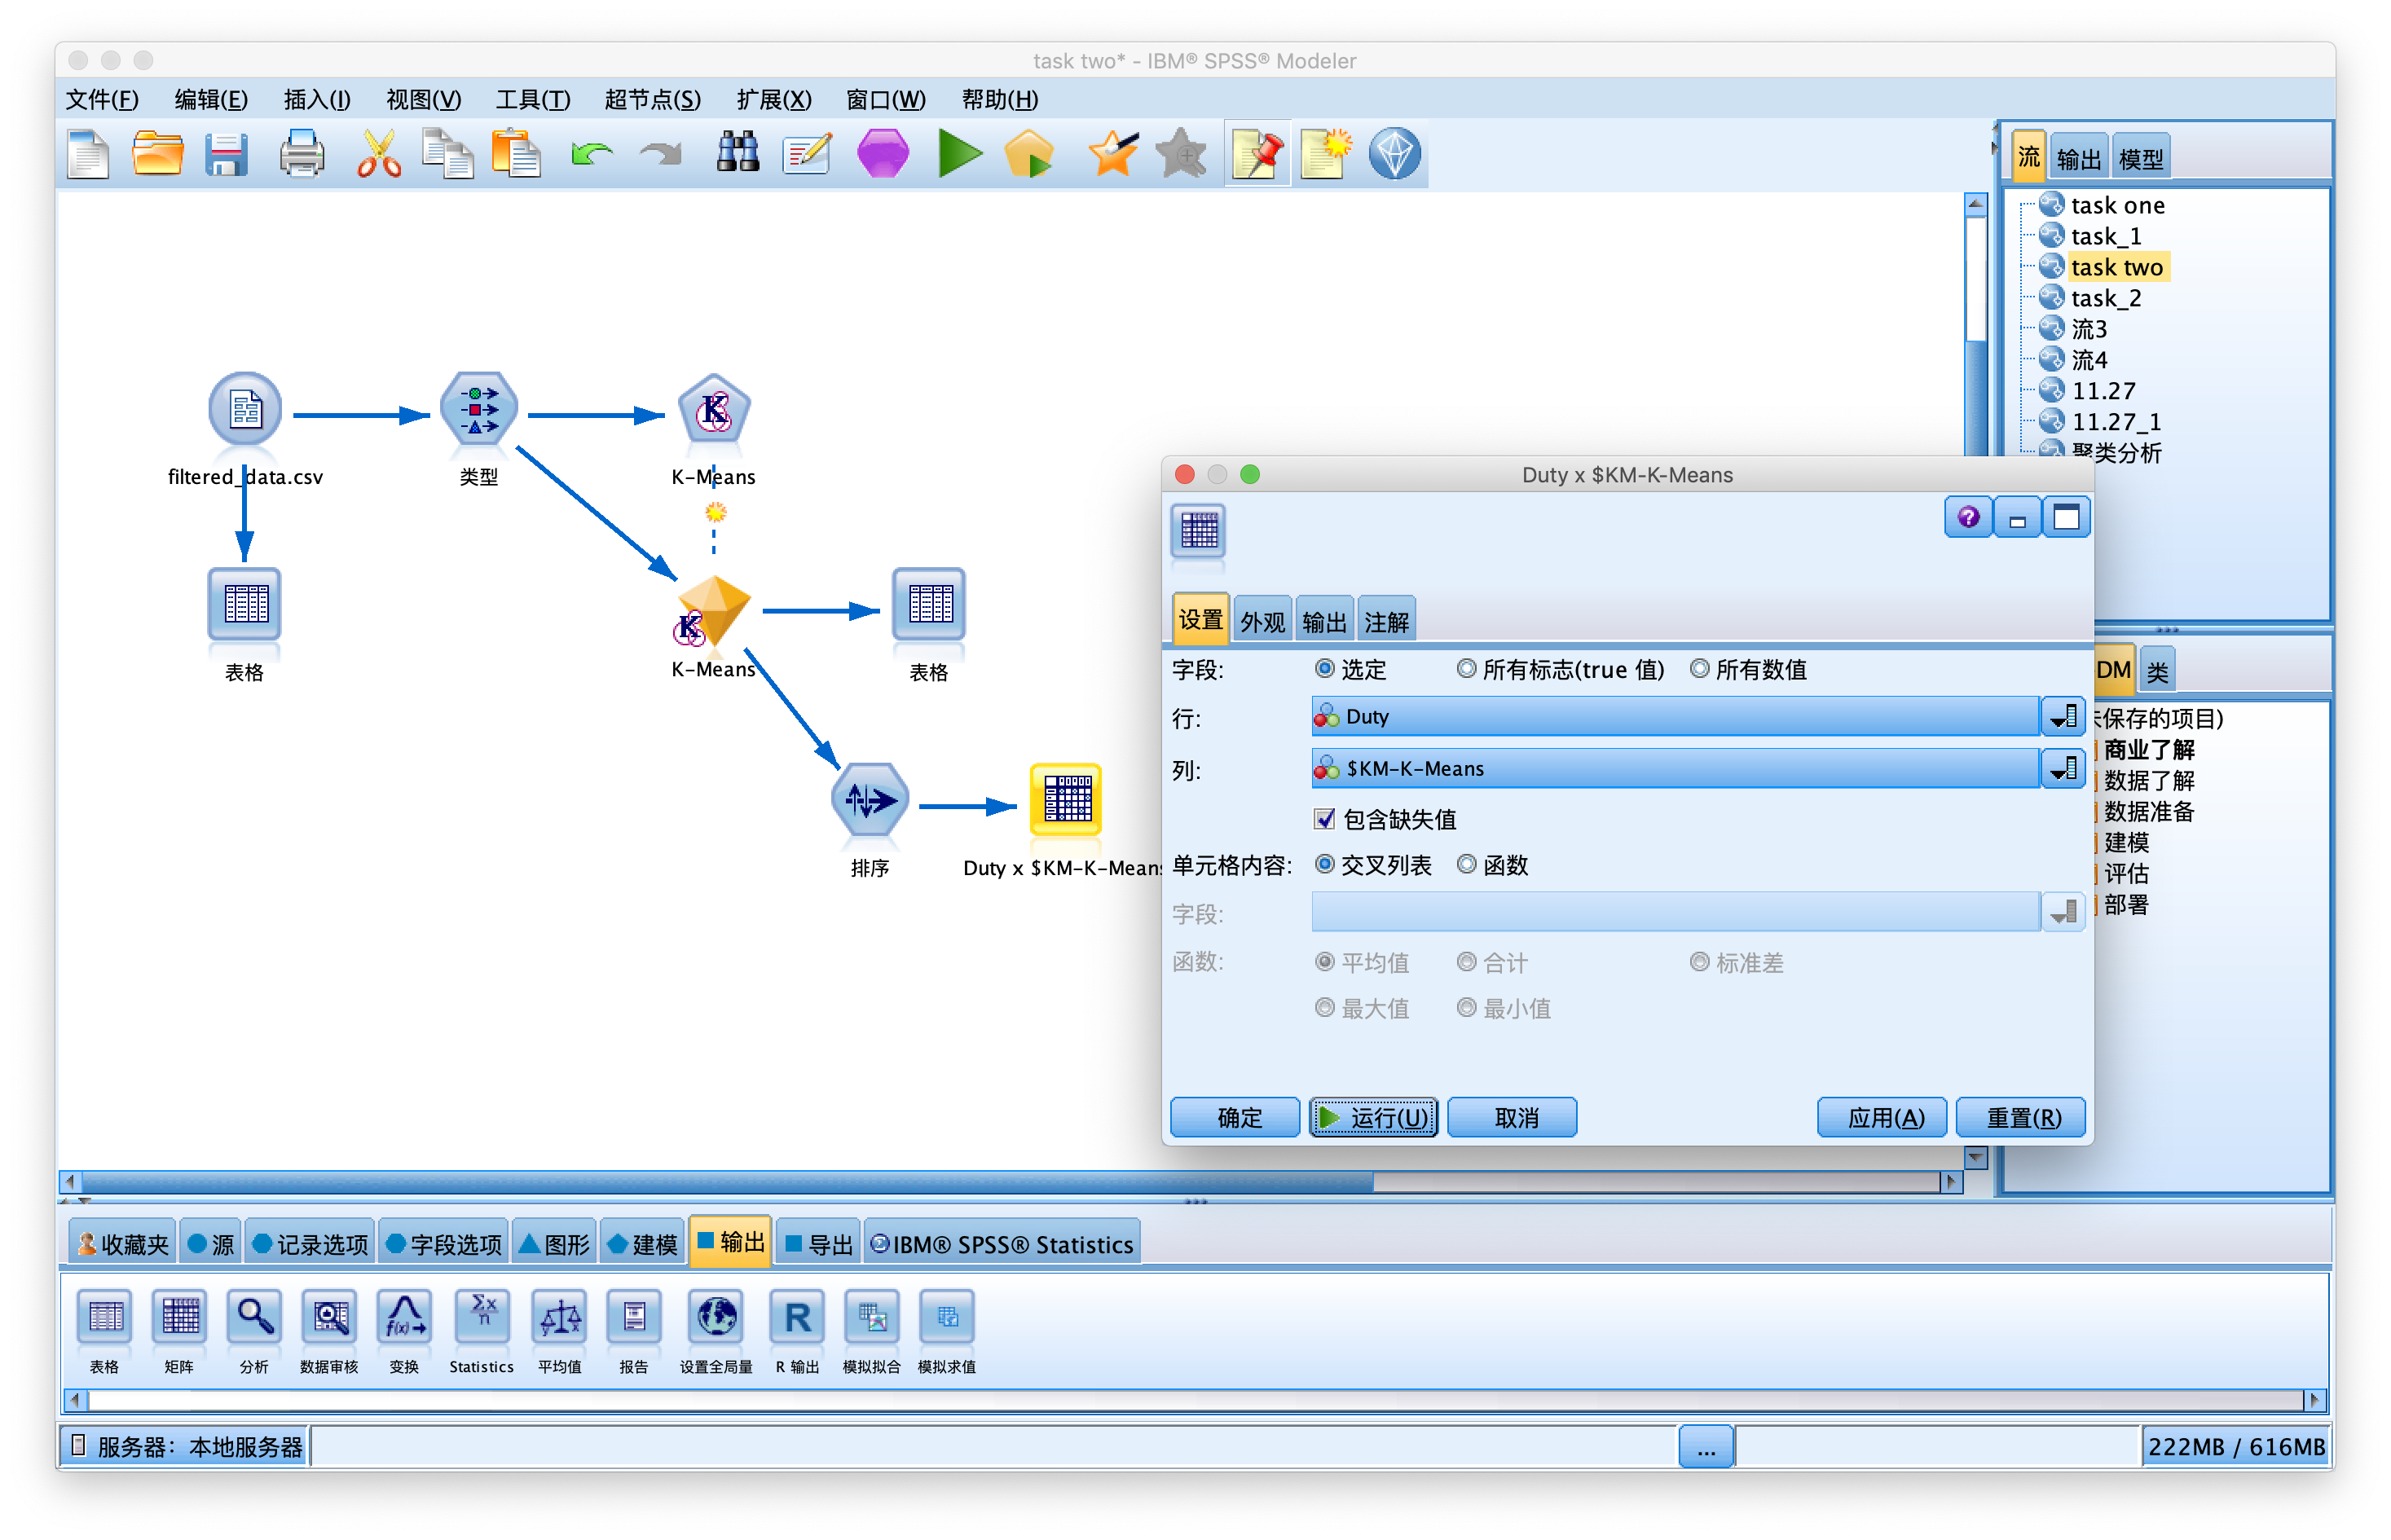 task two* - IBM® SPSS® Modeler
文件(F) 编辑(E) 插入(I) 视图(V) 工具(T) 超节点(S) 扩展(X) 窗口(W) 帮助(H)
流 输出 模型
task one
task_1
task two
task_2
流3
流4
11.27
11.27_1
聚类分析
filtered_data.csv
类型
K-Means
表格
K-Means
表格
排序
Duty x $KM-K-Means
Duty x $KM-K-Means
设置 外观 输出 注解
字段: 选定 所有标志(true 值) 所有数值
行: Duty
列: $KM-K-Means
包含缺失值
单元格内容: 交叉列表 函数
字段:
函数: 平均值 合计 标准差
最大值 最小值
确定 运行(U) 取消 应用(A) 重置(R)
DM 类
保存的项目)
商业了解
数据了解
数据准备
建模
评估
部署
收藏夹 源 记录选项 字段选项 图形 建模 输出 导出 IBM® SPSS® Statistics
表格 矩阵 分析 数据审核 变换 Statistics 平均值 报告 设置全局量 R 输出 模拟拟合 模拟求值
服务器: 本地服务器 ... 222MB / 616MB